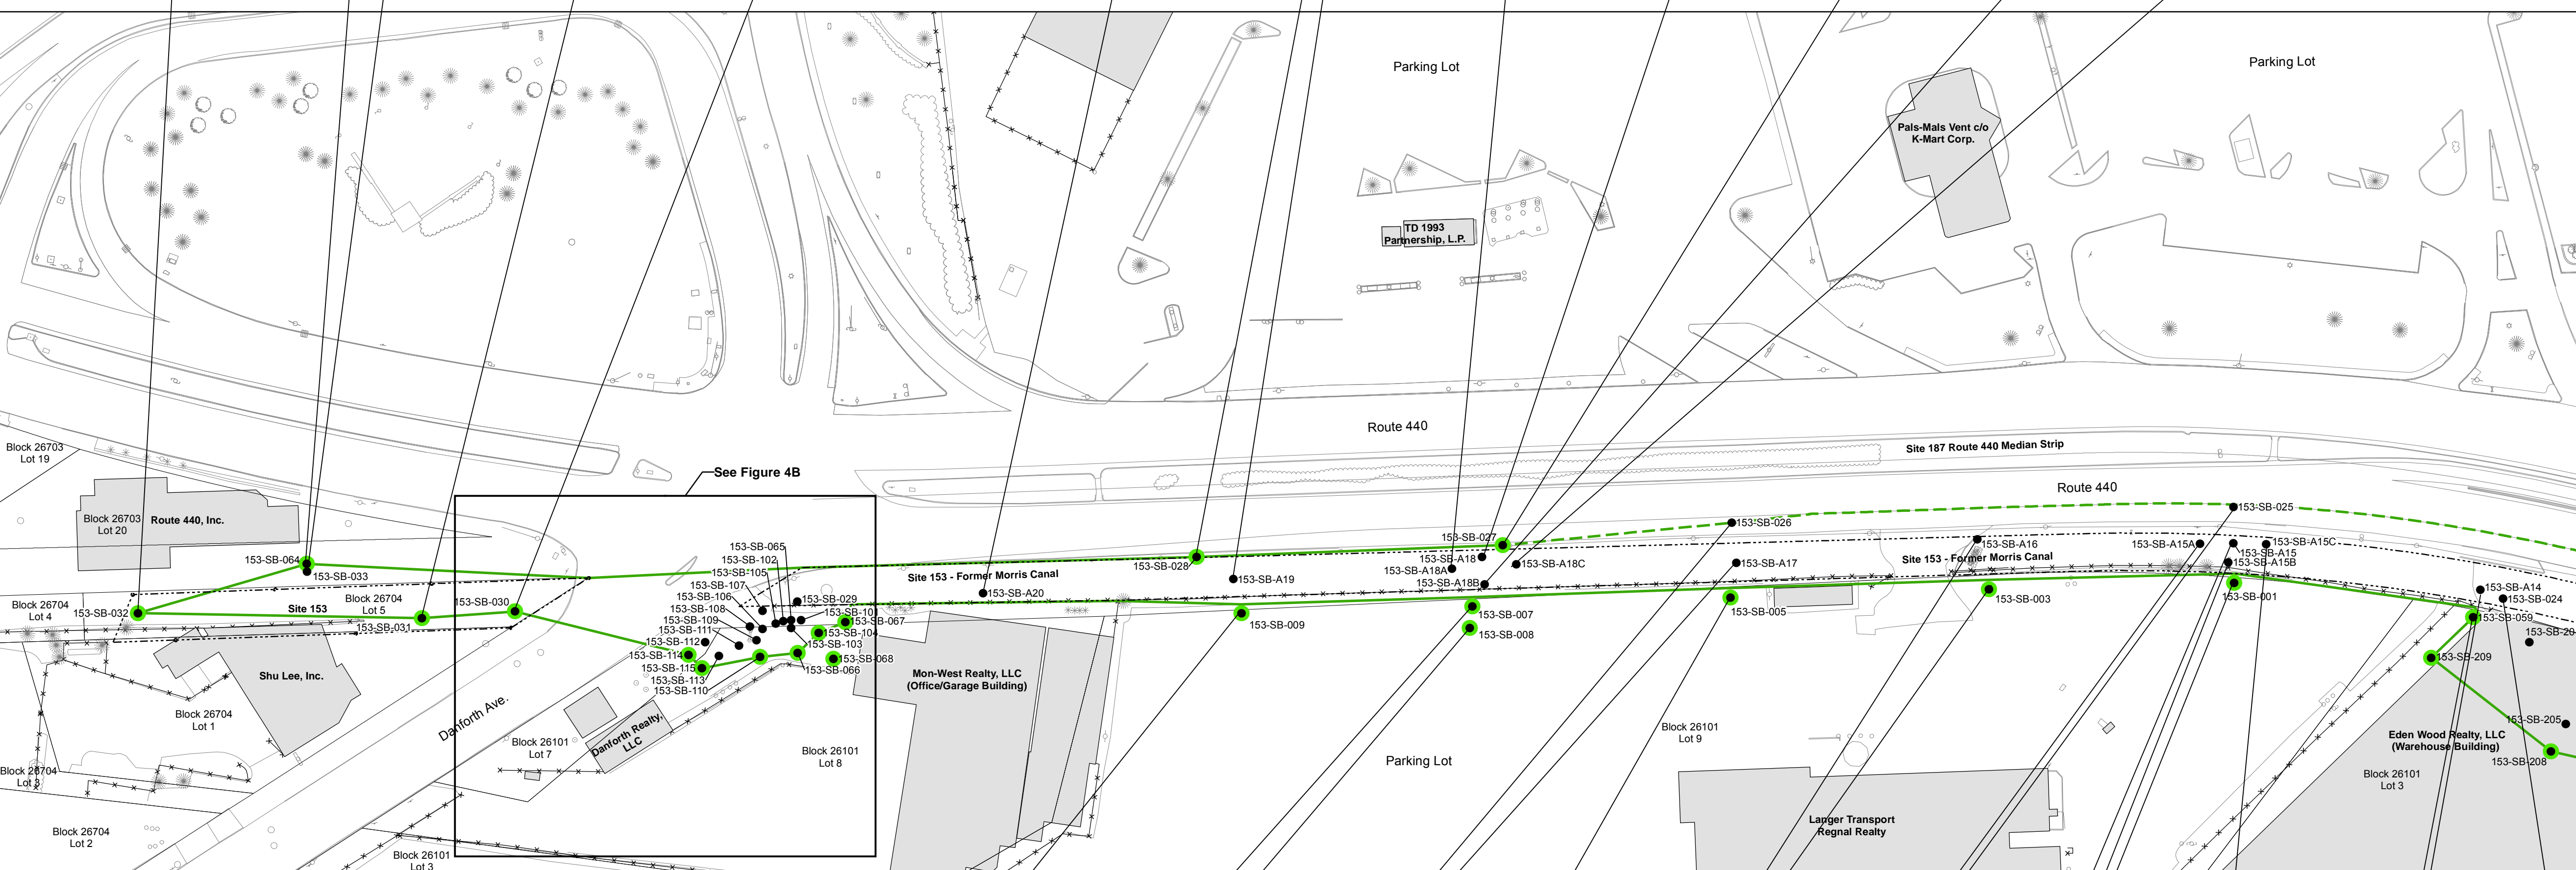 Parking Lot
Parking Lot
Pals-Mals Vent c/o
K-Mart Corp.
TD 1993
Partnership, L.P.
Route 440
Site 187 Route 440 Median Strip
Route 440
Block 26703
Lot 19
See Figure 4B
Block 26703
Lot 20
Route 440, Inc.
153-SB-064
153-SB-033
153-SB-032
Block 26704
Lot 4
Site 153
Block 26704
Lot 5
153-SB-031
153-SB-030
153-SB-065
153-SB-102
153-SB-105
153-SB-107
153-SB-106
153-SB-108
153-SB-109
153-SB-111
153-SB-112
153-SB-114
153-SB-115
153-SB-113
153-SB-110
153-SB-029
153-SB-101
153-SB-067
153-SB-104
153-SB-103
153-SB-068
153-SB-066
Site 153 - Former Morris Canal
153-SB-A20
153-SB-028
153-SB-A19
153-SB-009
153-SB-027
153-SB-A18
153-SB-A18A
153-SB-A18B
153-SB-A18C
153-SB-007
153-SB-008
153-SB-026
153-SB-A17
153-SB-005
Site 153 - Former Morris Canal
153-SB-A16
153-SB-003
153-SB-025
153-SB-A15A
153-SB-A15C
153-SB-A15
153-SB-A15B
153-SB-001
153-SB-A14
153-SB-024
153-SB-059
153-SB-20
153-SB-209
153-SB-205
153-SB-208
Shu Lee, Inc.
Block 26704
Lot 1
Block 26704
Lot 3
Block 26704
Lot 2
Danforth Ave.
Block 26101
Lot 7
Danforth Realty,
LLC
Block 26101
Lot 8
Block 26101
Lot 3
Mon-West Realty, LLC
(Office/Garage Building)
Parking Lot
Block 26101
Lot 9
Langer Transport
Regnal Realty
Eden Wood Realty, LLC
(Warehouse Building)
Block 26101
Lot 3